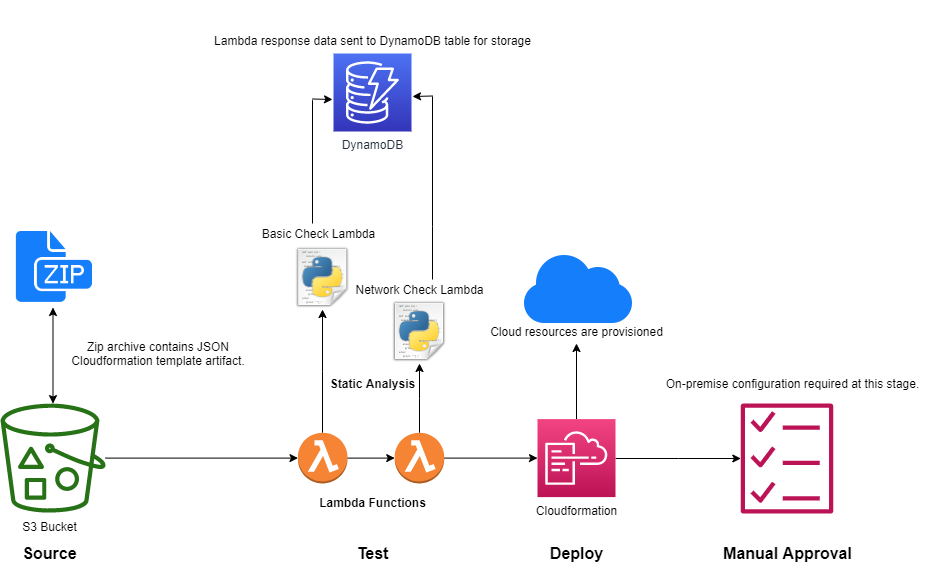 Lambda response data sent to DynamoDB table for storage
DynamoDB
Basic Check Lambda
ZIP
Network Check Lambda
Cloud resources are provisioned
Zip archive contains JSON
Cloudformation template artifact.
Static Analysis
On-premise configuration required at this stage.
Lambda Functions
Cloudformation
S3 Bucket
Source
Test
Deploy
Manual Approval